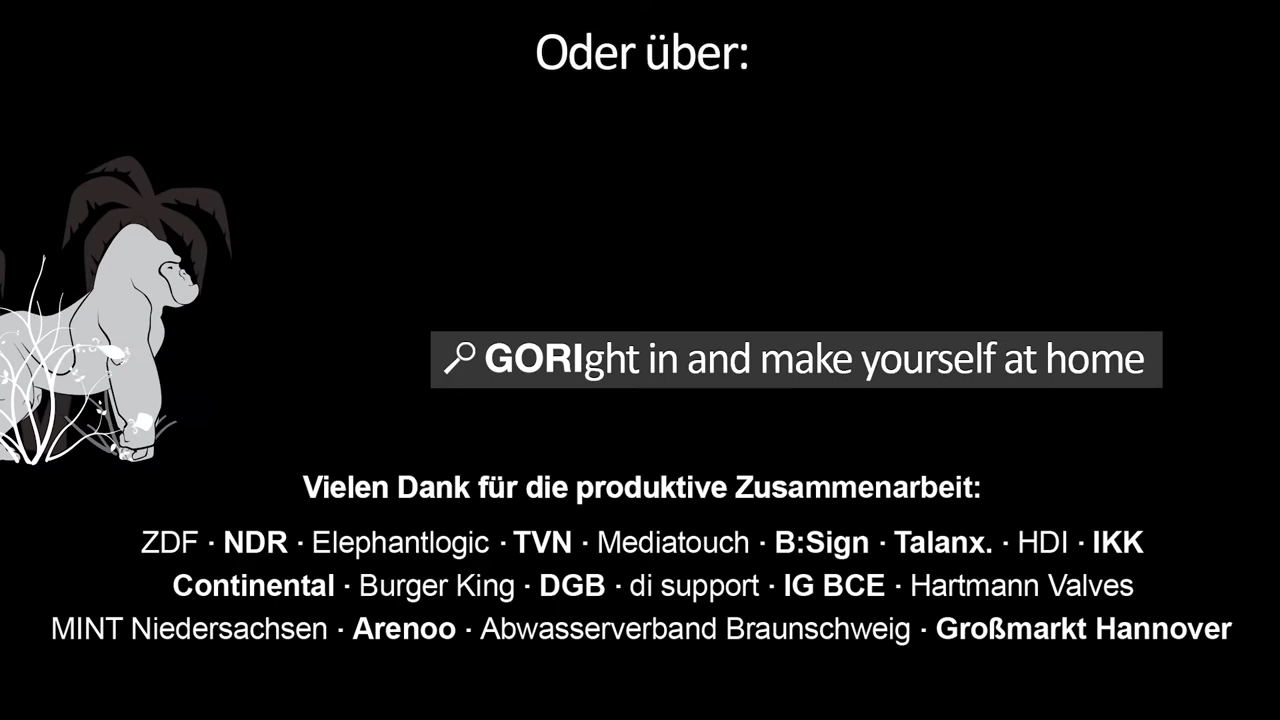 Oder über:
GORIght in and make yourself at home
Vielen Dank für die produktive Zusammenarbeit:
ZDF · NDR · Elephantlogic · TVN · Mediatouch · B:Sign · Talanx. · HDI · IKK
Continental · Burger King · DGB · di support · IG BCE · Hartmann Valves
MINT Niedersachsen · Arenoo · Abwasserverband Braunschweig · Großmarkt Hannover